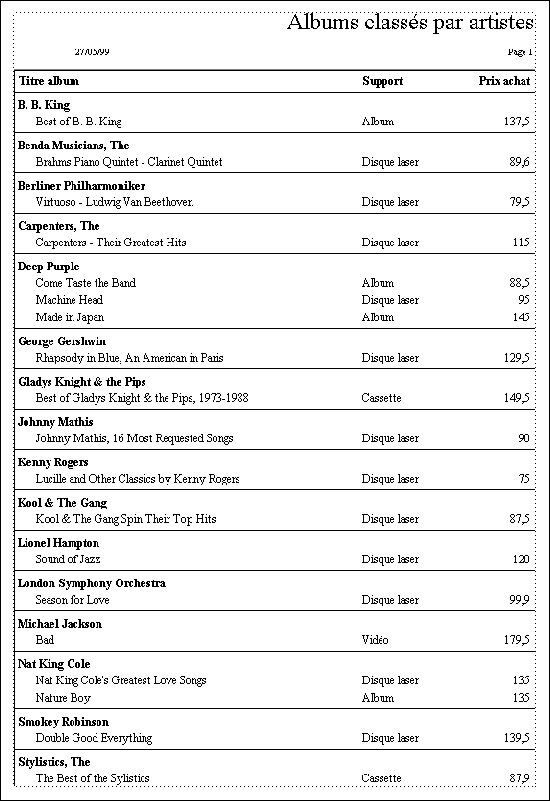 Albums classés par artistes
27/05/99 Page 1
Titre album Support Prix achat
B. B. King
Best of B. B. King Album 137,5
Benda Musicians, The
Brahms Piano Quintet - Clarinet Quintet Disque laser 89,6
Berliner Philharmoniker
Virtuoso - Ludwig Van Beethover. Disque laser 79,5
Carpenters, The
Carpenters - Their Greatest Hits Disque laser 115
Deep Purple
Come Taste the Band Album 88,5
Machine Head Disque laser 95
Made in Japan Album 145
George Gershwin
Rhapsody in Blue, An American in Paris Disque laser 129,5
Gladys Knight & the Pips
Best of Gladys Knight & the Pips, 1973-1988 Cassette 149,5
Johnny Mathis
Johnny Mathis, 16 Most Requested Songs Disque laser 90
Kenny Rogers
Lucille and Other Classics by Kenny Rogers Disque laser 75
Kool & The Gang
Kool & The Gang Spin Their Top Hits Disque laser 87,5
Lionel Hampton
Sound of Jazz Disque laser 120
London Symphony Orchestra
Season for Love Disque laser 99,9
Michael Jackson
Bad Vidéo 179,5
Nat King Cole
Nat King Cole's Greatest Love Songs Disque laser 135
Nature Boy Album 135
Smokey Robinson
Double Good Everything Disque laser 139,5
Stylistics, The
The Best of the Sylistics Cassette 87,9